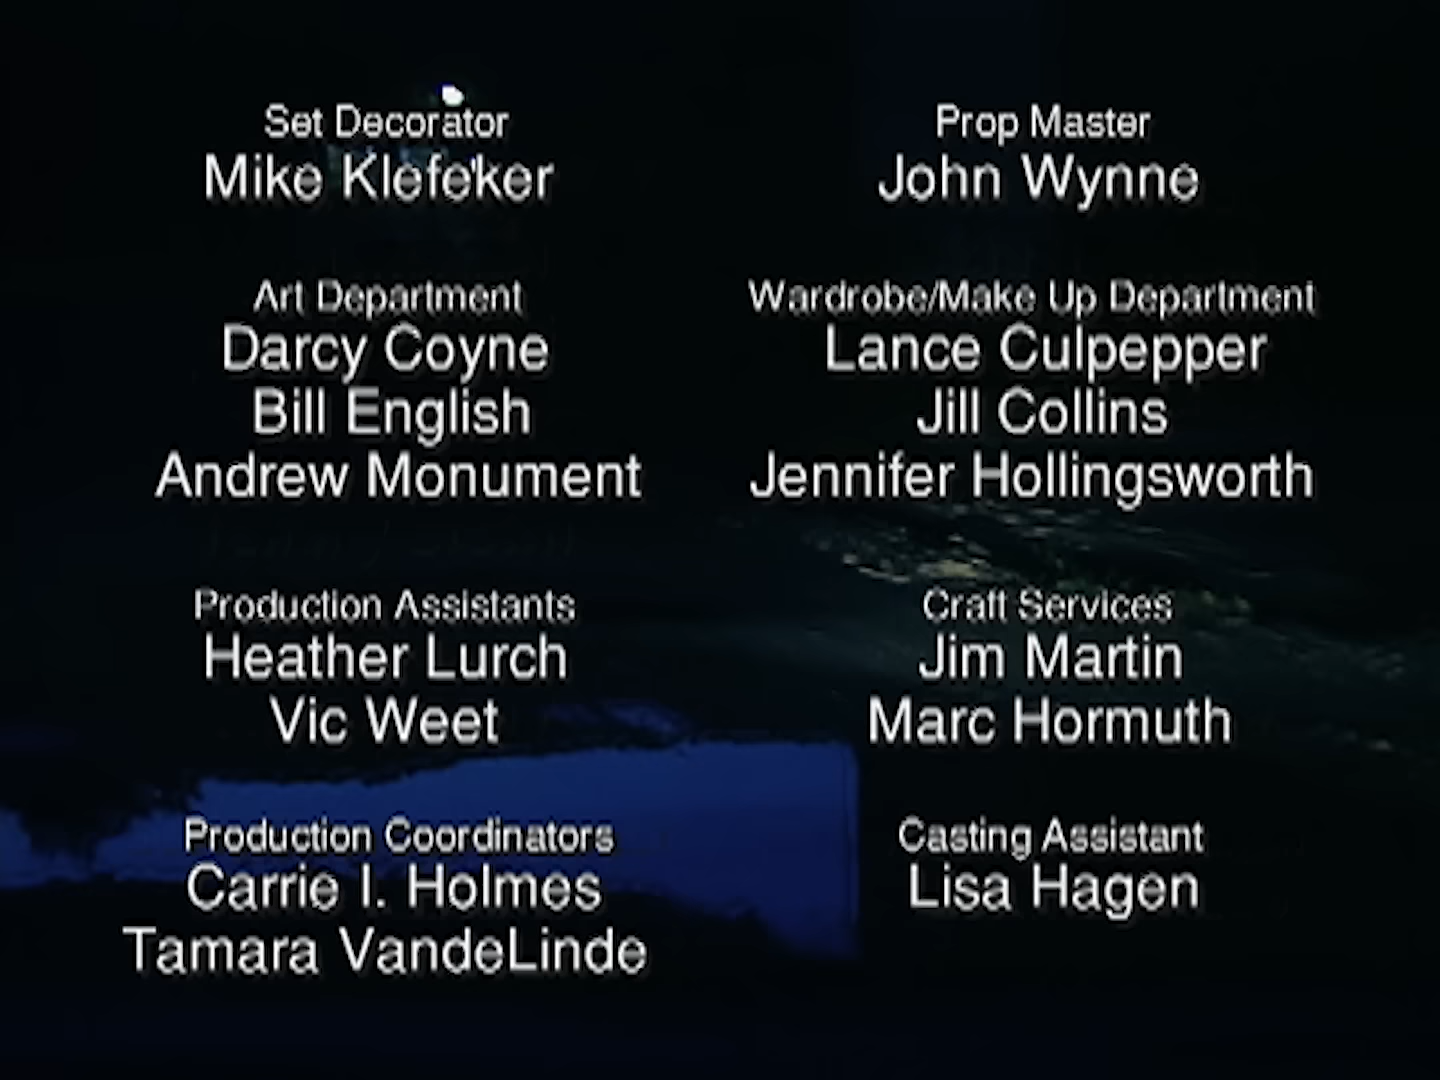 Set Decorator
Mike Klefeker
Prop Master
John Wynne
Art Department
Darcy Coyne
Bill English
Andrew Monument
Wardrobe/Make Up Department
Lance Culpepper
Jill Collins
Jennifer Hollingsworth
Production Assistants
Heather Lurch
Vic Weet
Craft Services
Jim Martin
Marc Hormuth
Production Coordinators
Carrie I. Holmes
Tamara VandeLinde
Casting Assistant
Lisa Hagen